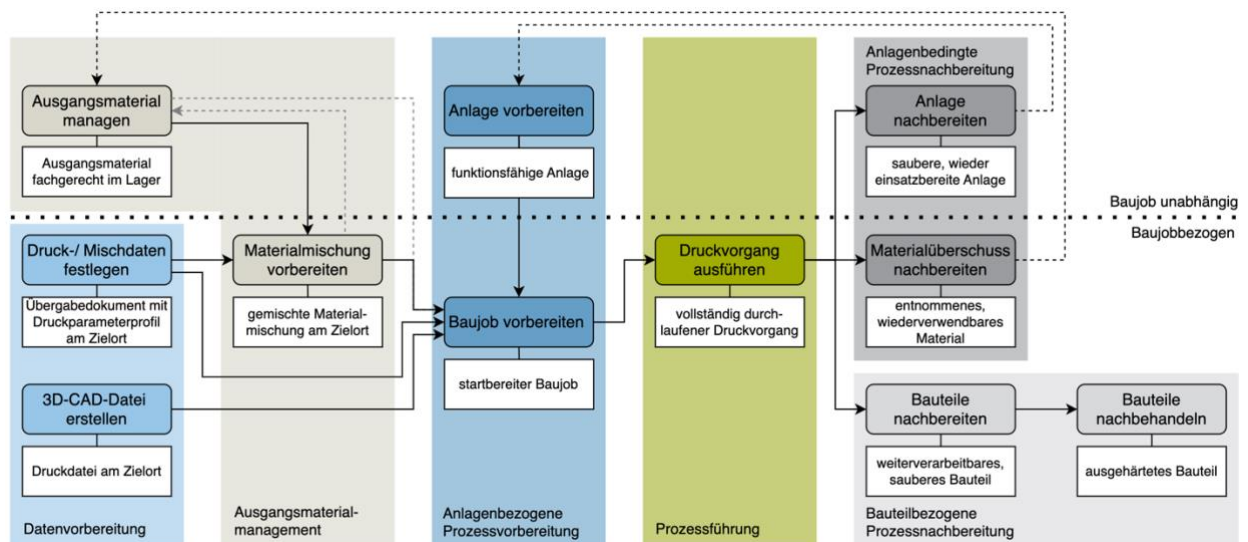 Ausgangsmaterial
managen
Ausgangsmaterial
fachgerecht im Lager
Anlage vorbereiten
funktionsfähige Anlage
Anlagenbedingte
Prozessnachbereitung
Anlage
nachbereiten
saubere, wieder
einsatzbereite Anlage
Baujob unabhängig
Baujobbezogen
Druck-/ Mischdaten
festlegen
Übergabedokument mit
Druckparameterprofil
am Zielort
3D-CAD-Datei
erstellen
Druckdatei am Zielort
Datenvorbereitung
Materialmischung
vorbereiten
gemischte Material-
mischung am Zielort
Ausgangsmaterial-
management
Baujob vorbereiten
startbereiter Baujob
Anlagenbezogene
Prozessvorbereitung
Druckvorgang
ausführen
vollständig durch-
laufener Druckvorgang
Prozessführung
Materialüberschuss
nachbereiten
entnommenes,
wiederverwendbares
Material
Bauteile
nachbereiten
weiterverarbeitbares,
sauberes Bauteil
Bauteile
nachbehandeln
ausgehärtetes Bauteil
Bauteilbezogene
Prozessnachbereitung